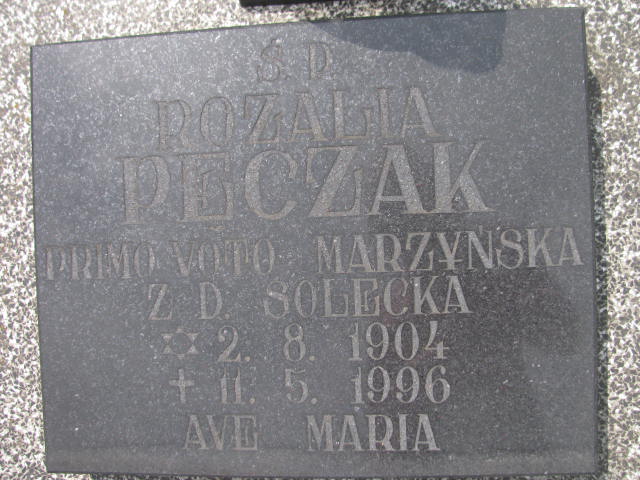 Ś. P.
ROZALIA
PĘCZAK
PRIMO VOTO MARZYŃSKA
Z D. SOLECKA
✡ 2. 8. 1904
✝ 11. 5. 1996
AVE MARIA